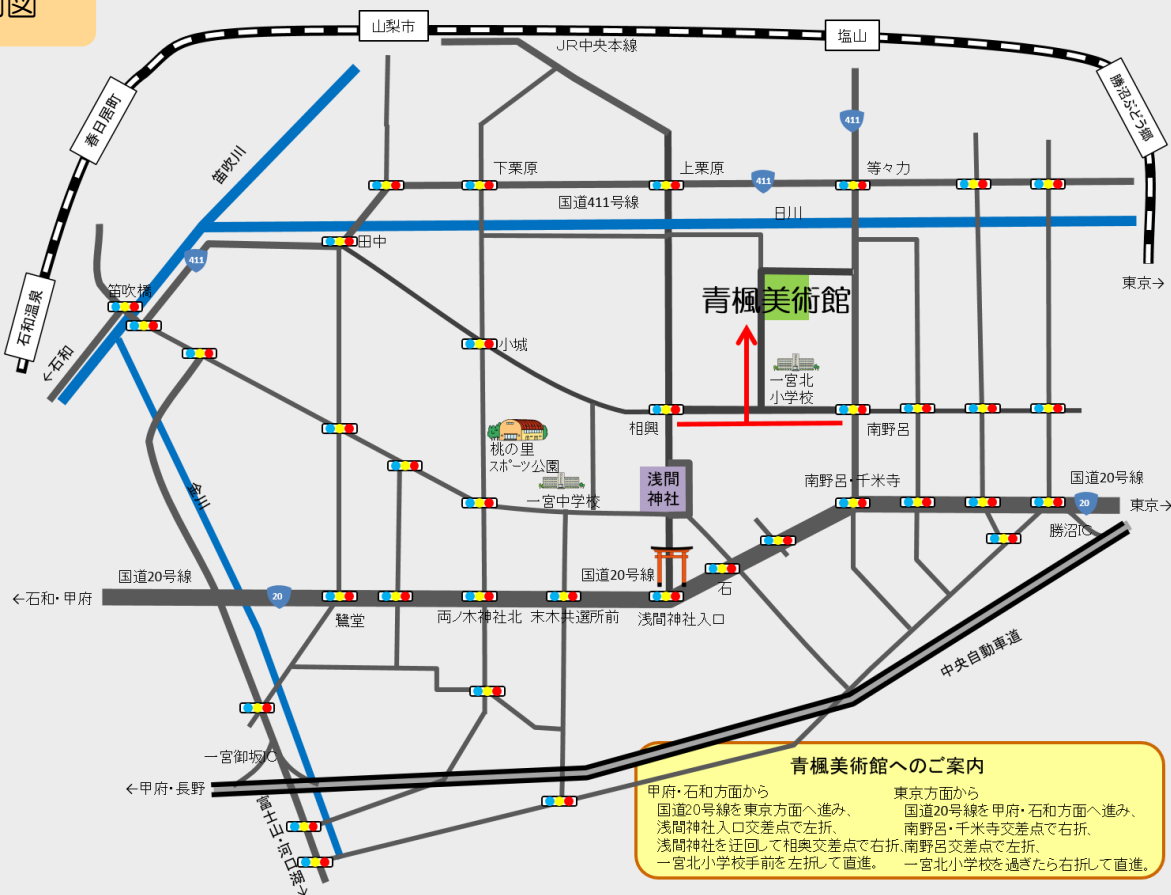 図
山梨市
塩山
JR中央本線
春日居町
勝沼ぶどう郷
411
笛吹川
下栗原
上栗原
411
等々力
国道411号線
日川
田中
411
石和温泉
笛吹橋
東京→
青楓美術館
←石和
小城
一宮北
小学校
相興
南野呂
桃の里
スポーツ公園
浅間
神社
南野呂・千米寺
国道20号線
一宮中学校
20
東京→
金川
勝沼IC
国道20号線
国道20号線
石
←石和・甲府
20
鷺堂
両ノ木神社北
末木共選所前
浅間神社入口
中央自動車道
一宮御坂IC
←甲府・長野
富士山・河口湖→
青楓美術館へのご案内
甲府・石和方面から
国道20号線を東京方面へ進み、
浅間神社入口交差点で左折、
浅間神社を迂回して相奥交差点で右折、
一宮北小学校手前を左折して直進。
東京方面から
国道20号線を甲府・石和方面へ進み、
南野呂・千米寺交差点で右折、
南野呂交差点で左折、
一宮北小学校を過ぎたら右折して直進。